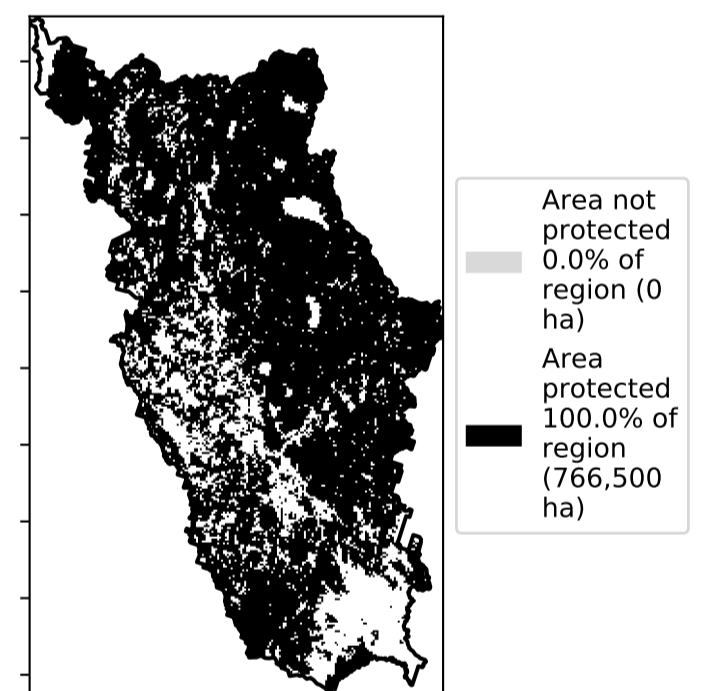 Area not
protected
0.0% of
region (0
ha)
Area
protected
100.0% of
region
(766,500
ha)